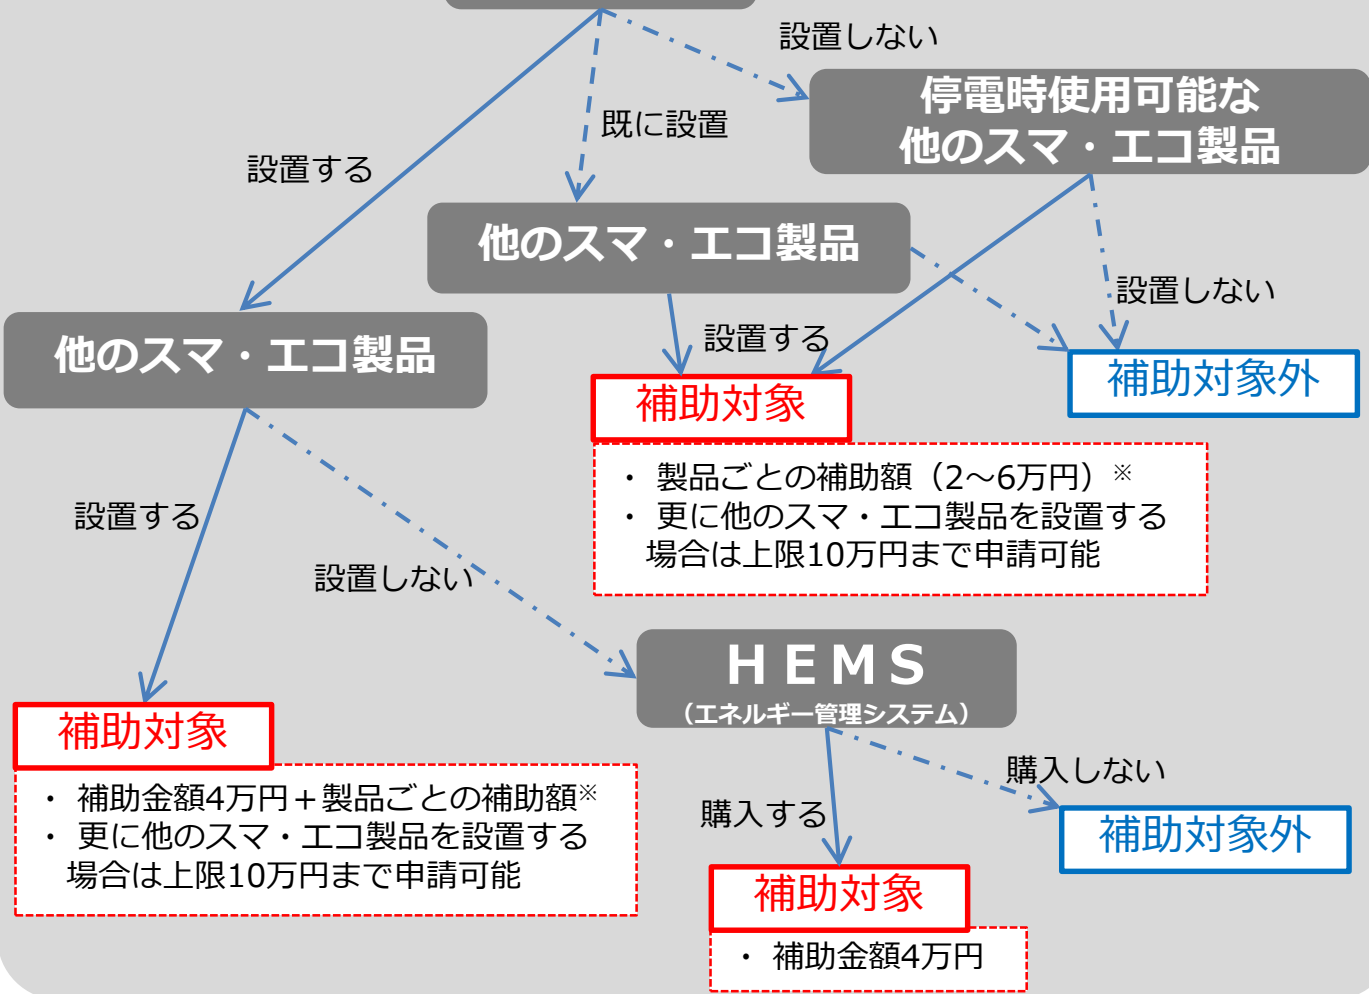 設置しない
停電時使用可能な
他のスマ・エコ製品
既に設置
設置する
他のスマ・エコ製品
設置しない
設置する
他のスマ・エコ製品
補助対象外
補助対象
・ 製品ごとの補助額（2～6万円）※
・ 更に他のスマ・エコ製品を設置する
場合は上限10万円まで申請可能
設置する
設置しない
ＨＥＭＳ
（エネルギー管理システム）
補助対象
・ 補助金額4万円＋製品ごとの補助額※
・ 更に他のスマ・エコ製品を設置する
場合は上限10万円まで申請可能
購入しない
購入する
補助対象外
補助対象
・ 補助金額4万円